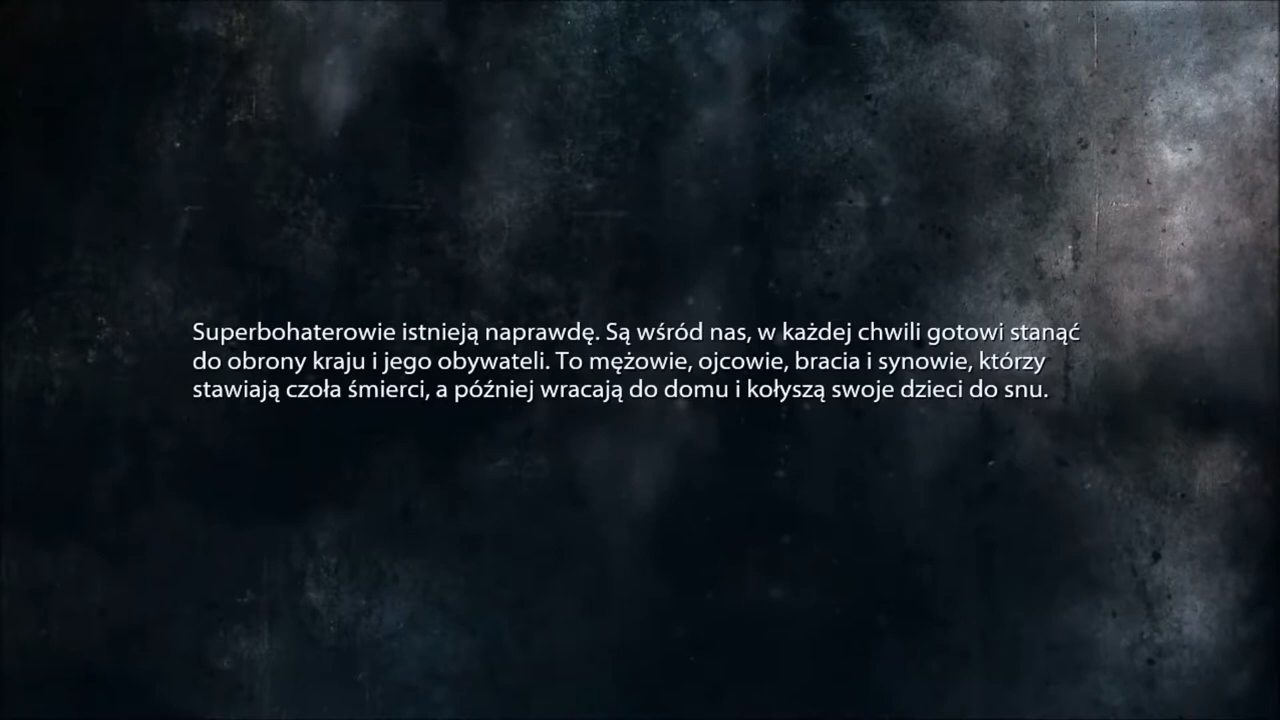 Superbohaterowie istnieją naprawdę. Są wśród nas, w każdej chwili gotowi stanąć
do obrony kraju i jego obywateli. To mężowie, ojcowie, bracia i synowie, którzy
stawiają czoła śmierci, a później wracają do domu i kołyszą swoje dzieci do snu.